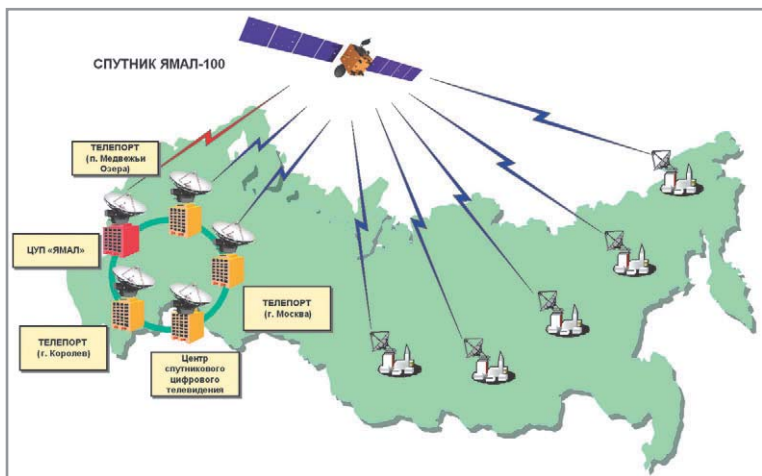 СПУТНИК ЯМАЛ-100
ТЕЛЕПОРТ
(п. Медвежьи
Озера)
ЦУП «ЯМАЛ»
ТЕЛЕПОРТ
(г. Москва)
ТЕЛЕПОРТ
(г. Королев)
Центр
спутникового
цифрового
телевидения